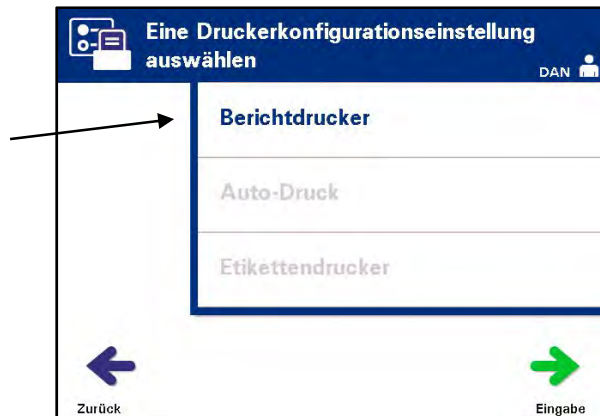 Eine Druckerkonfigurationseinstellung
auswählen
DAN
Berichtdrucker
Auto-Druck
Etikettendrucker
Zurück
Eingabe